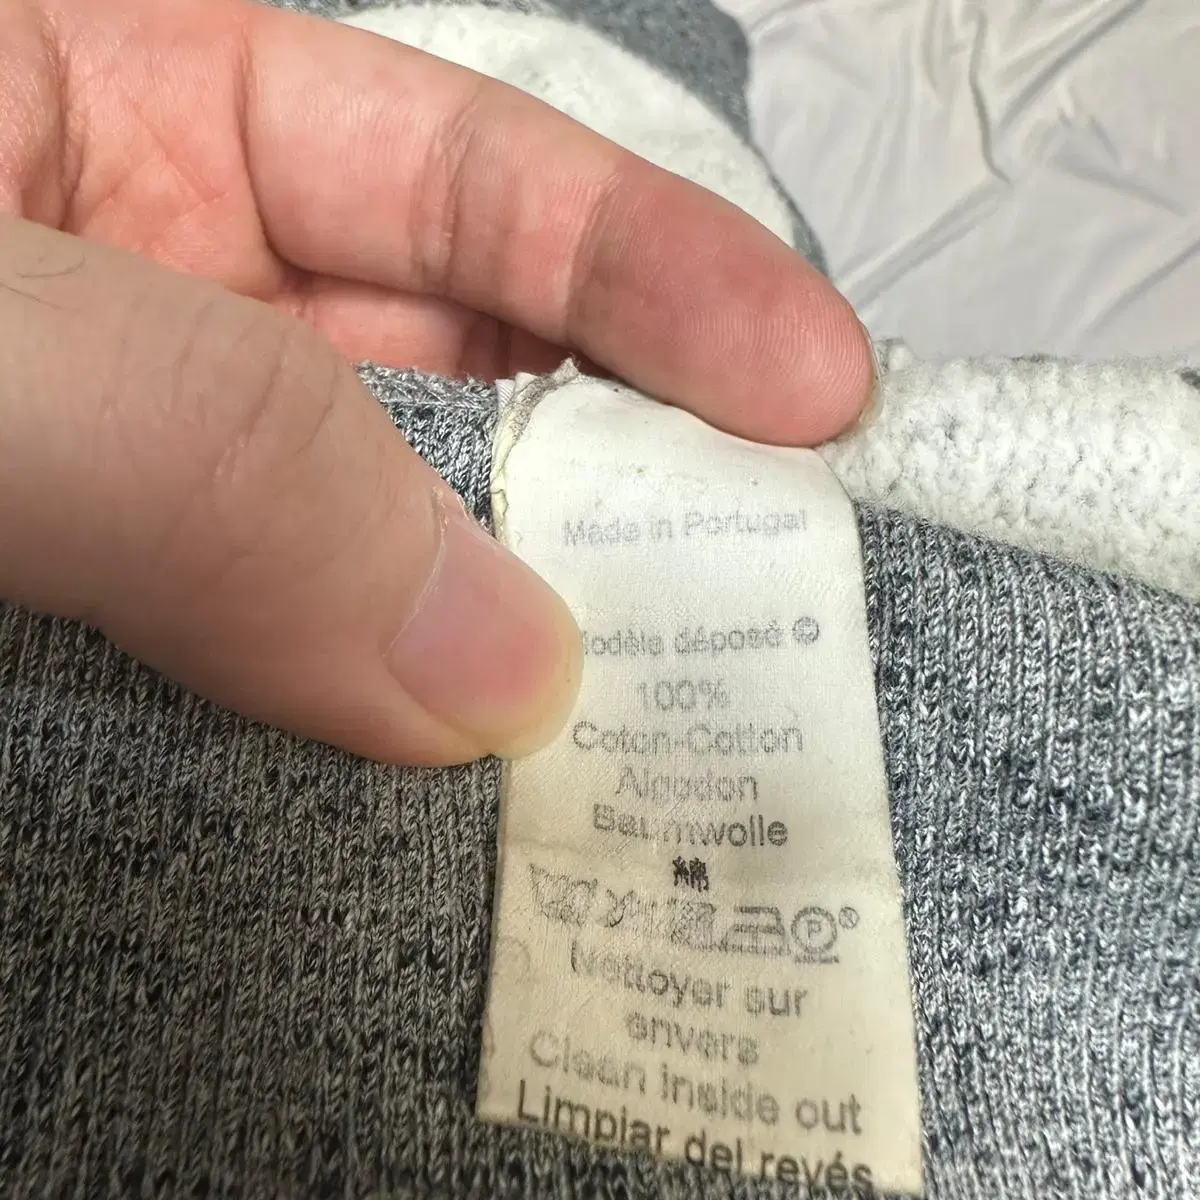 Made in Portugal
Modèle déposé ©
100%
Coton-Cotton
Algodon
Baumwolle
綿
P
Nettoyer sur
envers
Clean inside out
Limpiar del revés